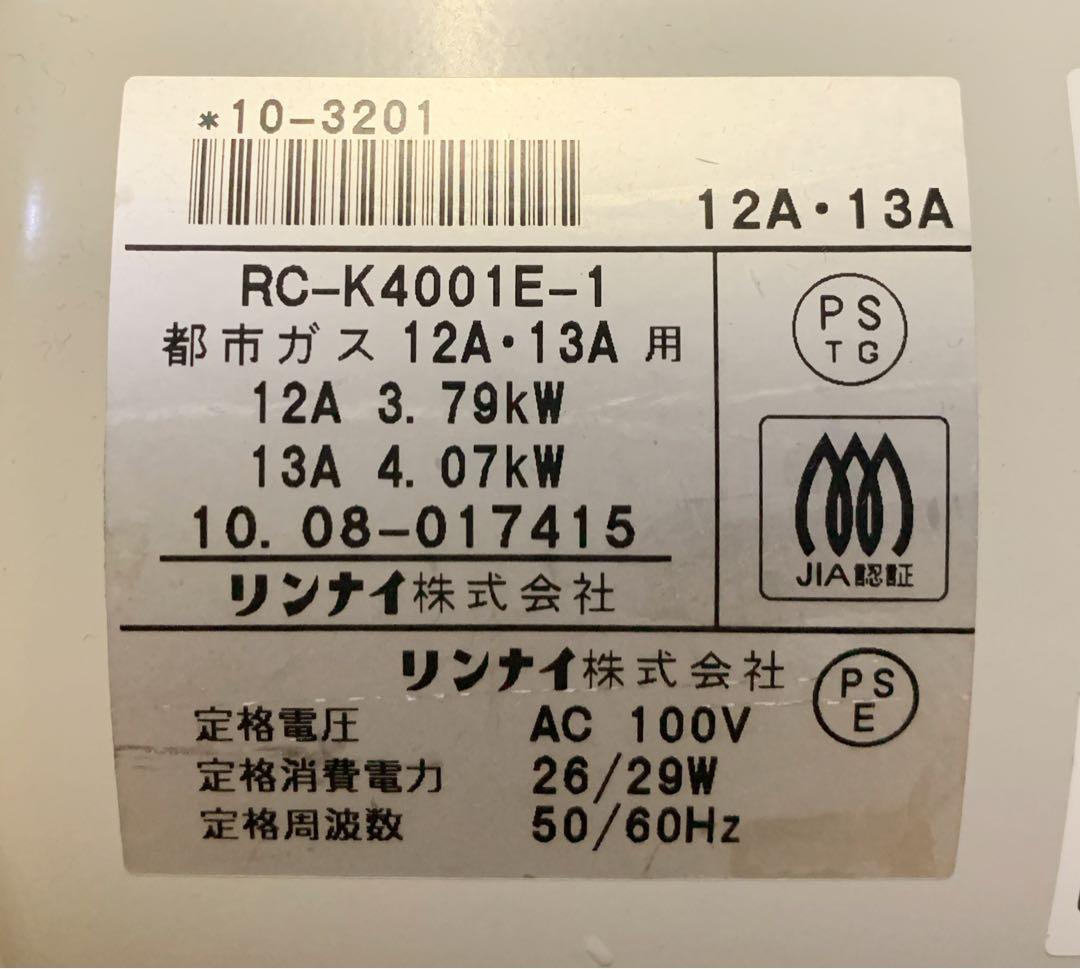 *10-3201
12A・13A
RC-K4001E-1
都市ガス 12A・13A 用
12A 3.79kW
13A 4.07kW
10.08-017415
リンナイ株式会社
PS
TG
JIA認証
リンナイ株式会社
PS
E
定格電圧 AC 100V
定格消費電力 26/29W
定格周波数 50/60Hz